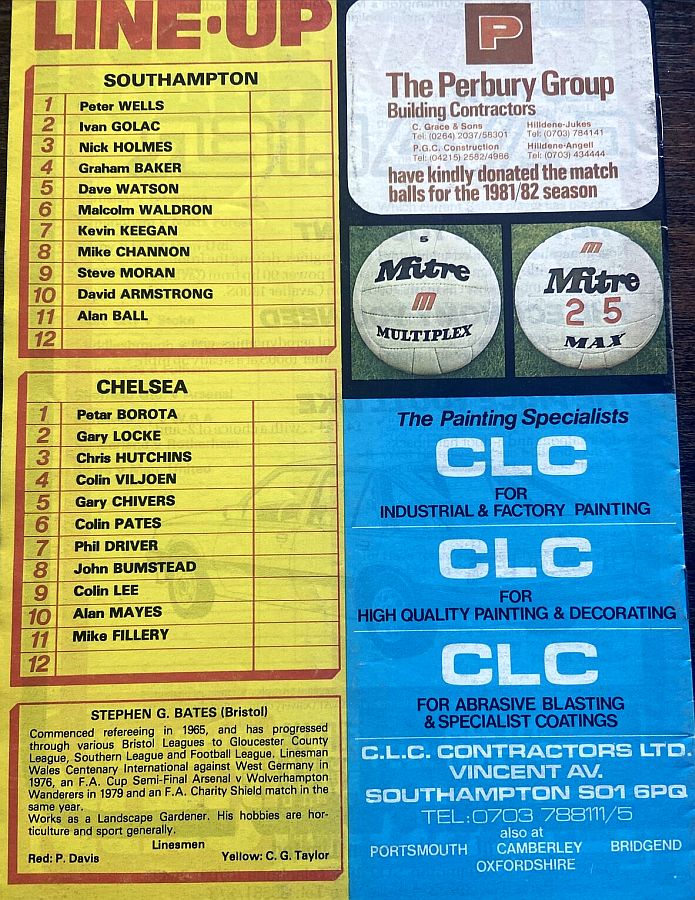 LINE-UP
SOUTHAMPTON
1 Peter WELLS
2 Ivan GOLAC
3 Nick HOLMES
4 Graham BAKER
5 Dave WATSON
6 Malcolm WALDRON
7 Kevin KEEGAN
8 Mike CHANNON
9 Steve MORAN
10 David ARMSTRONG
11 Alan BALL
12
CHELSEA
1 Petar BOROTA
2 Gary LOCKE
3 Chris HUTCHINS
4 Colin VILJOEN
5 Gary CHIVERS
6 Colin PATES
7 Phil DRIVER
8 John BUMSTEAD
9 Colin LEE
10 Alan MAYES
11 Mike FILLERY
12
STEPHEN G. BATES (Bristol)
Commenced refereeing in 1965, and has progressed
through various Bristol Leagues to Gloucester County
League, Southern League and Football League. Linesman
Wales Centenary International against West Germany in
1976, an F.A. Cup Semi-Final Arsenal v Wolverhampton
Wanderers in 1979 and an F.A. Charity Shield match in the
same year.
Works as a Landscape Gardener. His hobbies are hor-
ticulture and sport generally.
Linesmen
Red: P. Davis Yellow: C. G. Taylor
P
The Perbury Group
Building Contractors
C. Grace & Sons Hilldene-Jukes
Tel: (0264) 2037/58301 Tel: (0703) 784141
P.G.C. Construction Hilldene-Angell
Tel: (04215) 2582/4986 Tel: (0703) 434444
have kindly donated the match
balls for the 1981/82 season
5
Mitre
m
MULTIPLEX
m
Mitre
2 5
MAX
The Painting Specialists
CLC
FOR
INDUSTRIAL & FACTORY PAINTING
CLC
FOR
HIGH QUALITY PAINTING & DECORATING
CLC
FOR ABRASIVE BLASTING
& SPECIALIST COATINGS
C.L.C. CONTRACTORS LTD.
VINCENT AV.
SOUTHAMPTON SO1 6PQ
TEL:0703 788111/5
also at
PORTSMOUTH CAMBERLEY BRIDGEND
OXFORDSHIRE